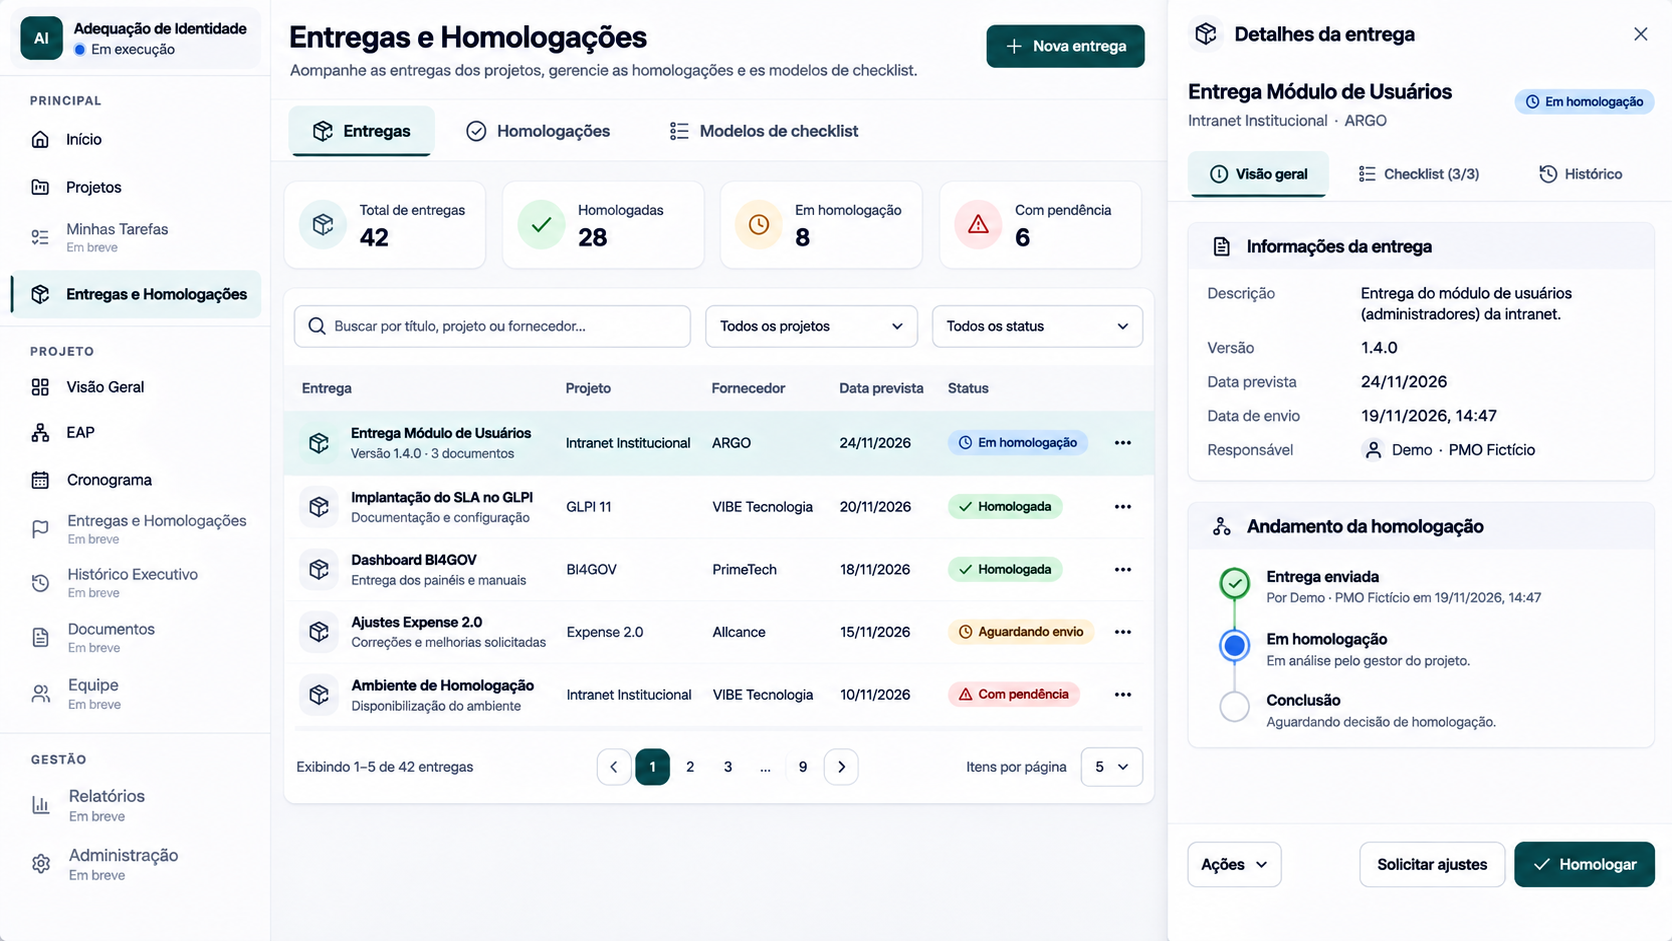 AI
Adequação de Identidade
Em execução
PRINCIPAL
Início
Projetos
Minhas Tarefas
Em breve
Entregas e Homologações
PROJETO
Visão Geral
EAP
Cronograma
Entregas e Homologações
Em breve
Histórico Executivo
Em breve
Documentos
Em breve
Equipe
Em breve
GESTÃO
Relatórios
Em breve
Administração
Em breve
Entregas e Homologações
Aompanhe as entregas dos projetos, gerencie as homologações e es modelos de checklist.
Nova entrega
Entregas
Homologações
Modelos de checklist
Total de entregas
42
Homologadas
28
Em homologação
8
Com pendência
6
Buscar por título, projeto ou fornecedor...
Todos os projetos
Todos os status
Entrega Projeto Fornecedor Data prevista Status
Entrega Módulo de Usuários
Versão 1.4.0 · 3 documentos
Intranet Institucional ARGO 24/11/2026 Em homologação
Implantação do SLA no GLPI
Documentação e configuração
GLPI 11 VIBE Tecnologia 20/11/2026 Homologada
Dashboard BI4GOV
Entrega dos painéis e manuais
BI4GOV PrimeTech 18/11/2026 Homologada
Ajustes Expense 2.0
Correções e melhorias solicitadas
Expense 2.0 Allcance 15/11/2026 Aguardando envio
Ambiente de Homologação
Disponibilização do ambiente
Intranet Institucional VIBE Tecnologia 10/11/2026 Com pendência
Exibindo 1–5 de 42 entregas
1 2 3 ... 9
Itens por página 5
Detalhes da entrega
Entrega Módulo de Usuários
Intranet Institucional · ARGO
Em homologação
Visão geral
Checklist (3/3)
Histórico
Informações da entrega
Descrição Entrega do módulo de usuários
(administradores) da intranet.
Versão 1.4.0
Data prevista 24/11/2026
Data de envio 19/11/2026, 14:47
Responsável Demo · PMO Fictício
Andamento da homologação
Entrega enviada
Por Demo · PMO Fictício em 19/11/2026, 14:47
Em homologação
Em análise pelo gestor do projeto.
Conclusão
Aguardando decisão de homologação.
Ações
Solicitar ajustes
Homologar